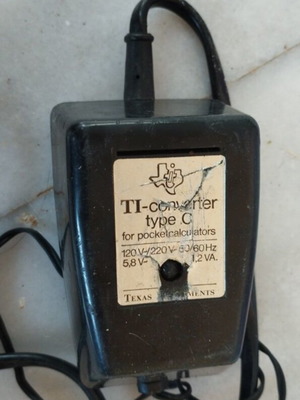 TI-converter
type C
for pocketcalculators
120 V~/220 V~50/60 Hz
5,8 V~ 1,2 VA.
TEXAS INSTRUMENTS